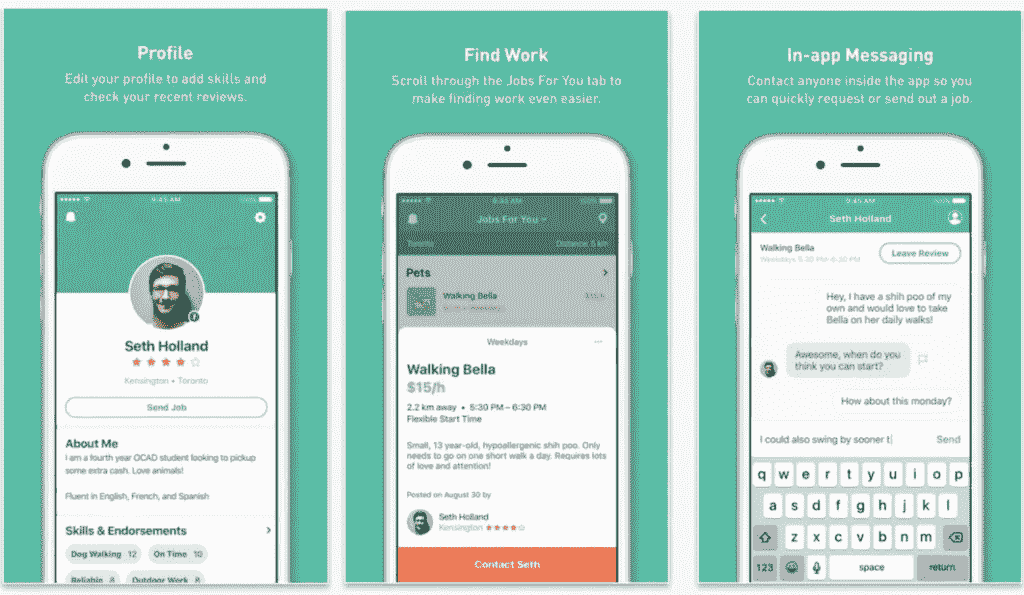 Profile
Edit your profile to add skills and
check your recent reviews.
9:45 AM
100%
Seth Holland
Kensington • Toronto
Send Job
About Me
I am a fourth year OCAD student looking to pickup
some extra cash. Love animals!
Fluent in English, French, and Spanish
Skills & Endorsements
Dog Walking 12
On Time 10
Reliable 8
Outdoor Work 8
Find Work
Scroll through the Jobs For You tab to
make finding work even easier.
9:45 AM
100%
Jobs For You
Toronto
Distance: 5 km
Pets
Walking Bella
$15/h
Weekdays
Walking Bella
$15/h
2.2 km away • 5:30 PM – 6:30 PM
Flexible Start Time
Small, 13 year-old, hypoallergenic shih poo. Only
needs to go on one short walk a day. Requires lots
of love and attention!
Posted on August 30 by
Seth Holland
Kensington
Contact Seth
In-app Messaging
Contact anyone inside the app so you
can quickly request or send out a job.
9:45 AM
100%
Seth Holland
Walking Bella
Weekdays 5:30 PM-6:30 PM
Leave Review
Hey, I have a shih poo of my
own and would love to take
Bella on her daily walks!
Awesome, when do you
think you can start?
How about this monday?
I could also swing by sooner t
Send
q w e r t y u i o p
a s d f g h j k l
z x c v b n m
123
space
return